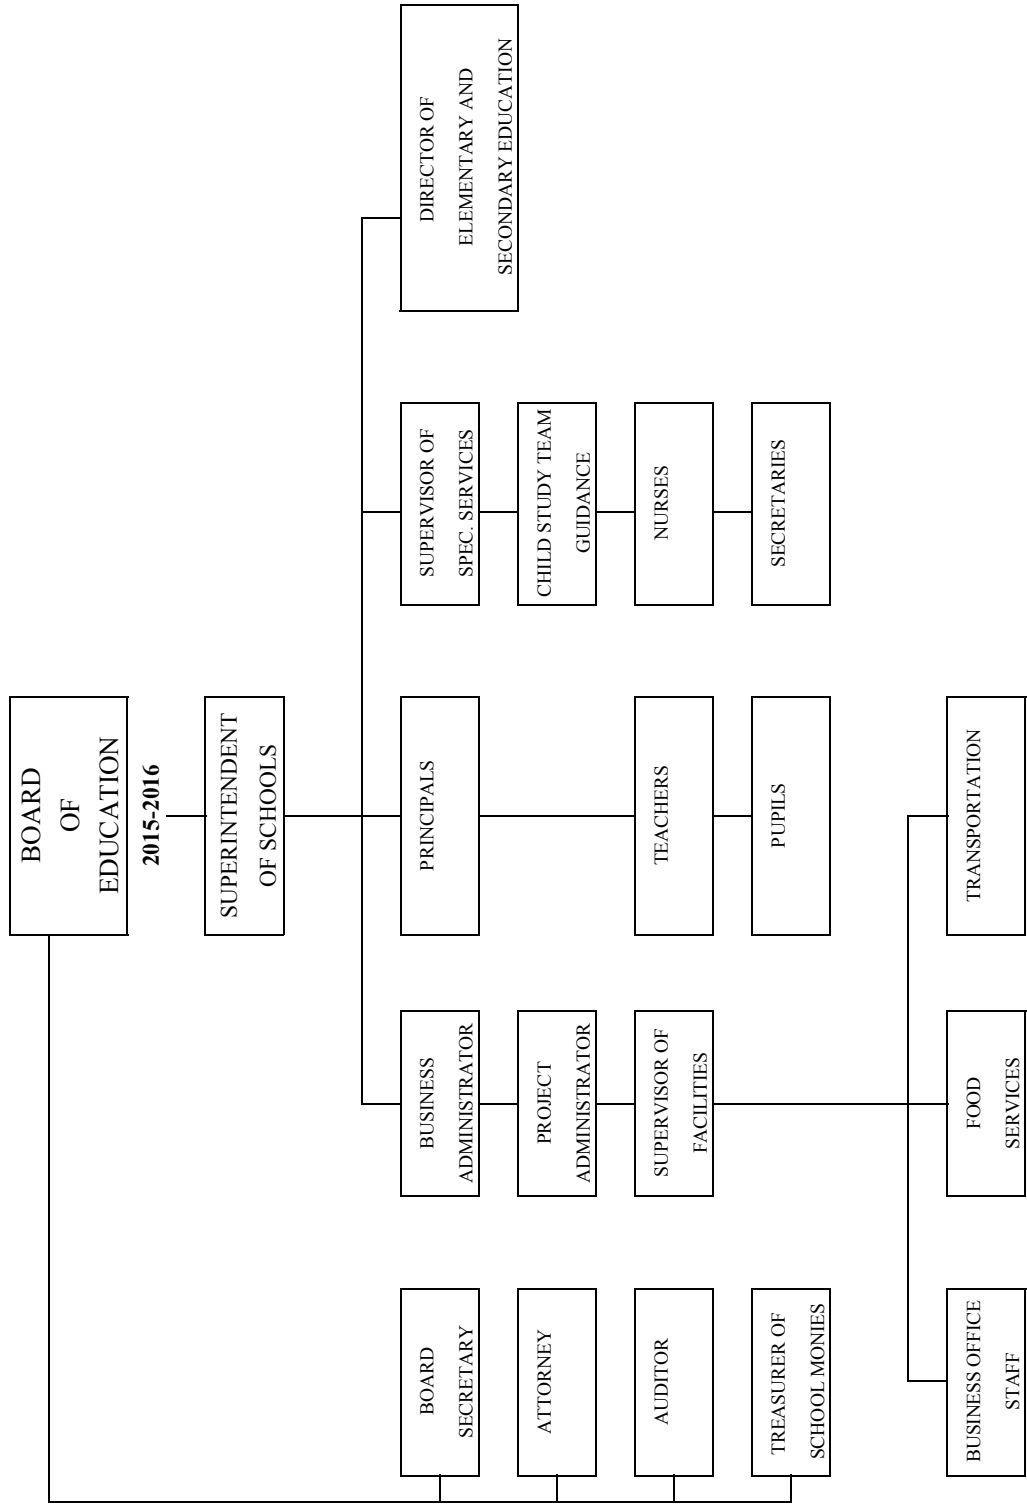 BOARD
OF
EDUCATION
2015-2016
SUPERINTENDENT
OF SCHOOLS
BOARD
SECRETARY
BUSINESS
ADMINISTRATOR
PRINCIPALS
SUPERVISOR OF
SPEC. SERVICES
DIRECTOR OF
ELEMENTARY AND
SECONDARY EDUCATION
ATTORNEY
PROJECT
ADMINISTRATOR
CHILD STUDY TEAM
GUIDANCE
AUDITOR
SUPERVISOR OF
FACILITIES
TEACHERS
NURSES
TREASURER OF
SCHOOL MONIES
PUPILS
SECRETARIES
BUSINESS OFFICE
STAFF
FOOD
SERVICES
TRANSPORTATION